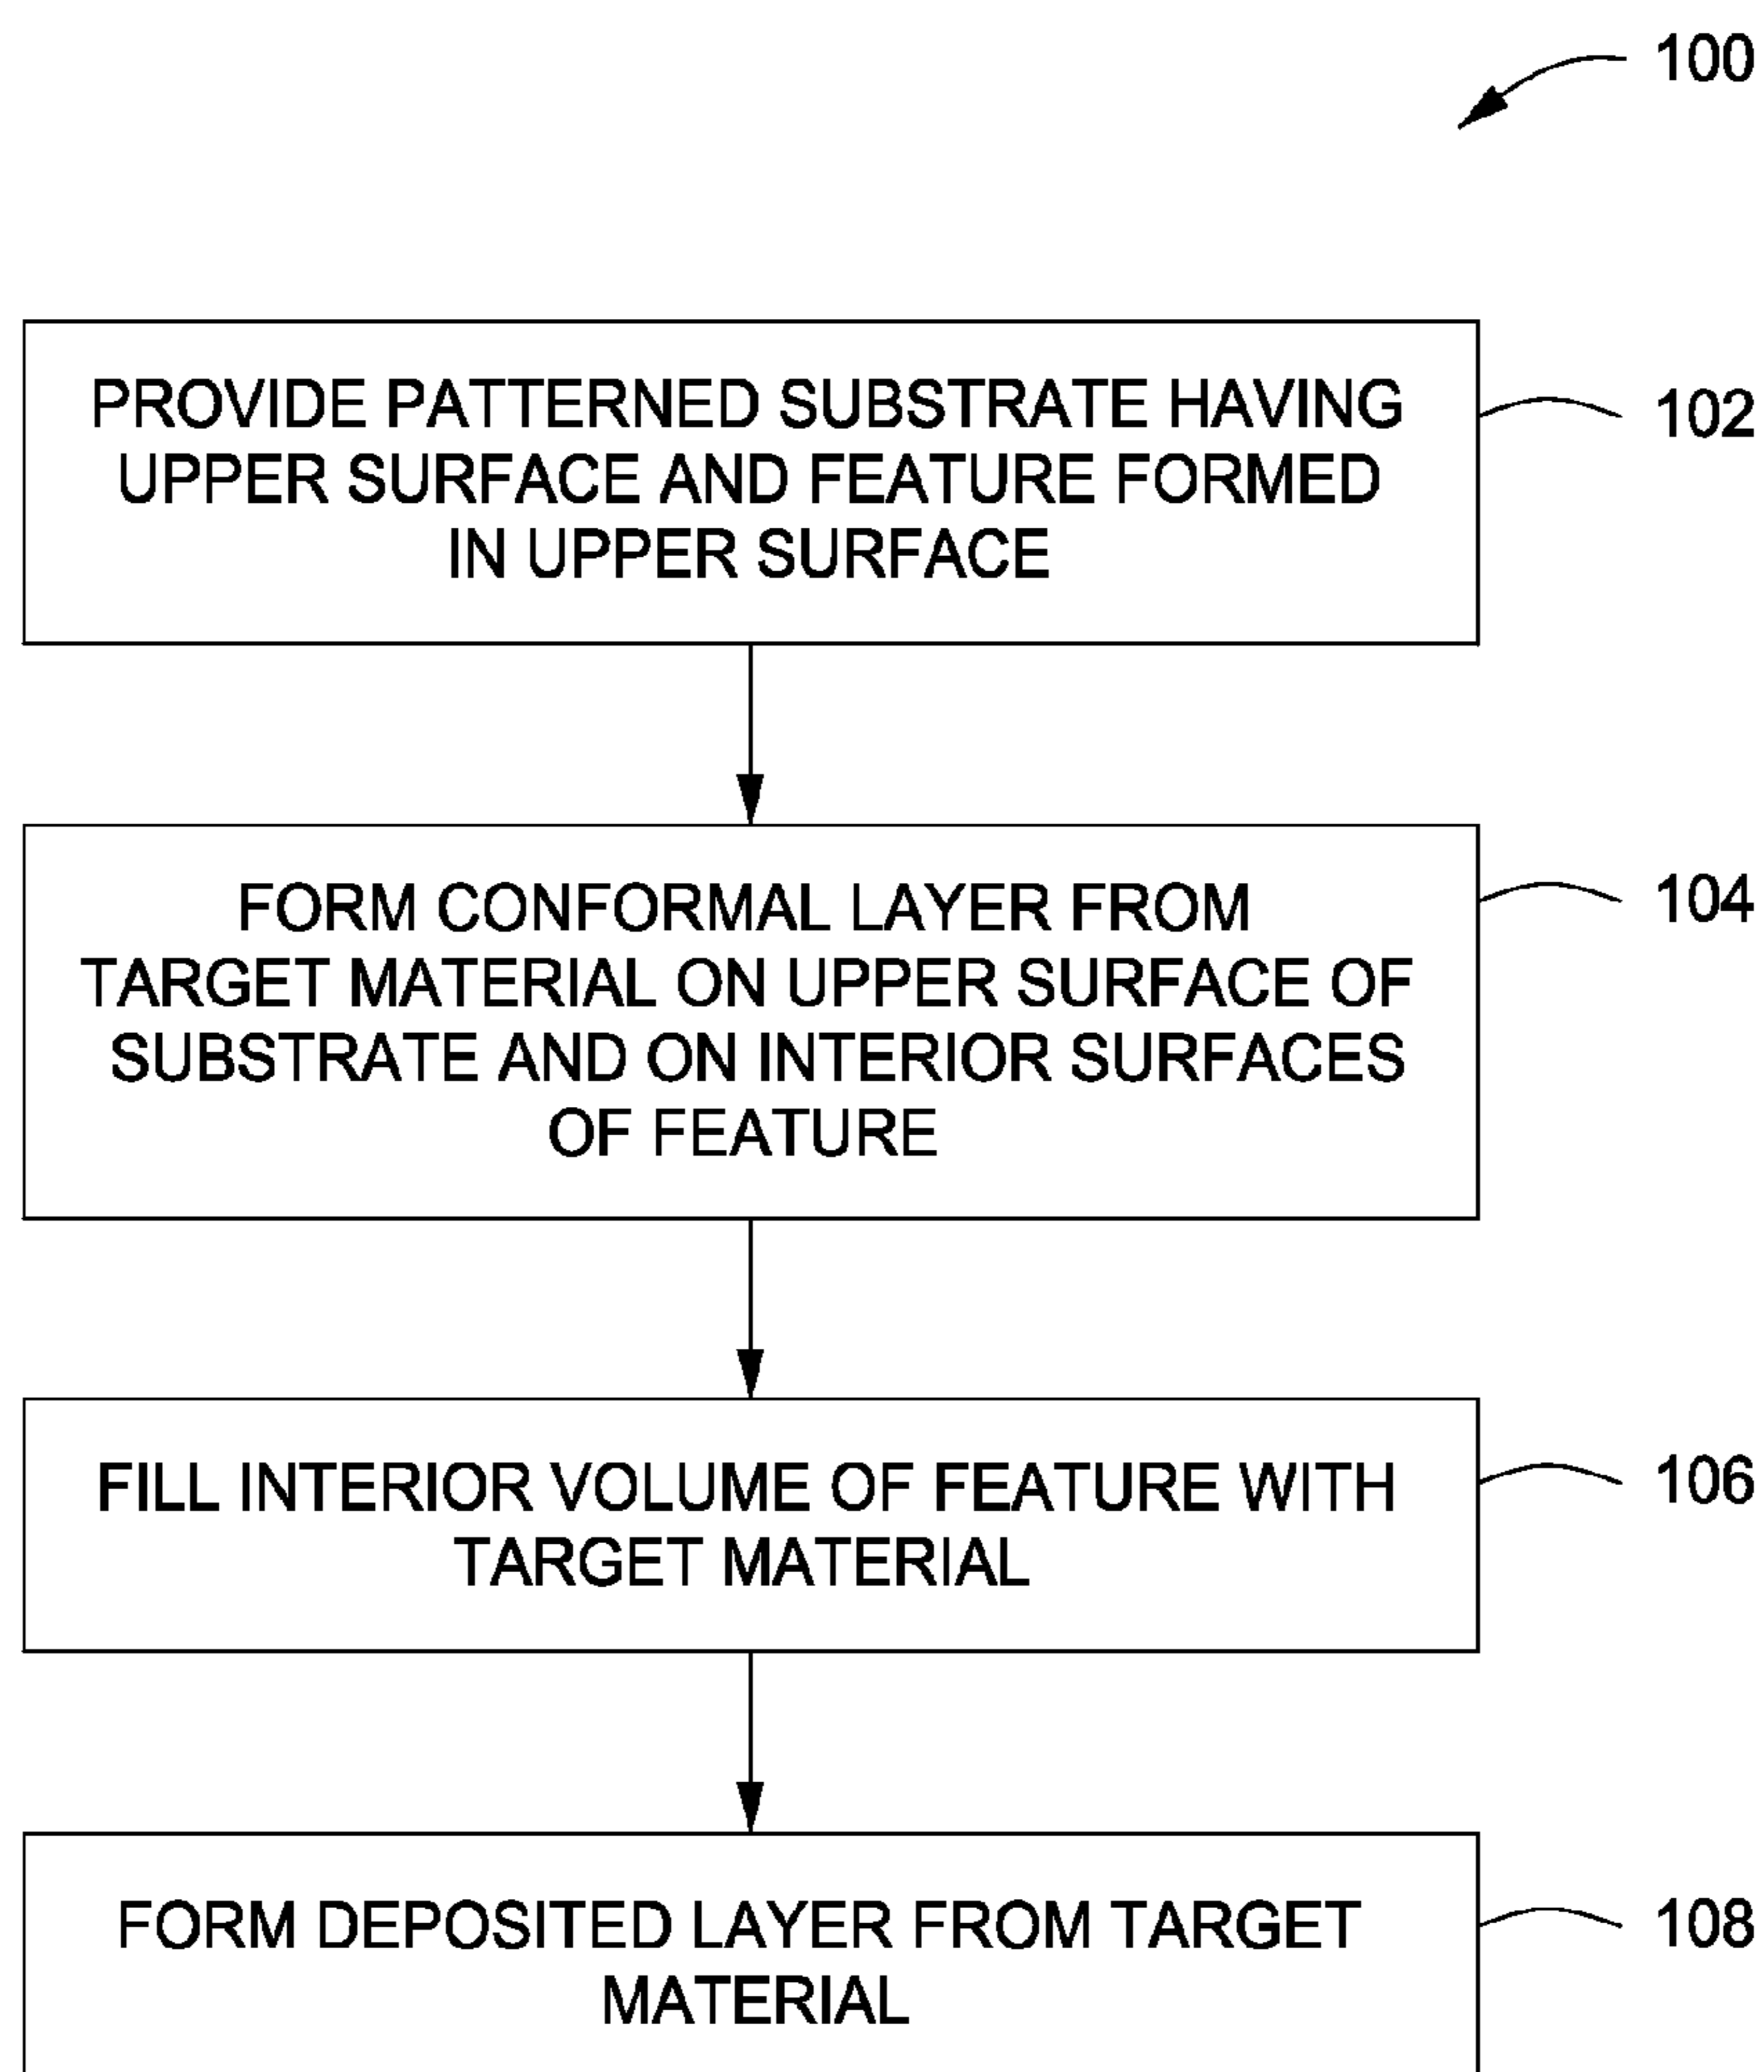 100
PROVIDE PATTERNED SUBSTRATE HAVING
UPPER SURFACE AND FEATURE FORMED
IN UPPER SURFACE
102
FORM CONFORMAL LAYER FROM
TARGET MATERIAL ON UPPER SURFACE OF
SUBSTRATE AND ON INTERIOR SURFACES
OF FEATURE
104
FILL INTERIOR VOLUME OF FEATURE WITH
TARGET MATERIAL
106
FORM DEPOSITED LAYER FROM TARGET
MATERIAL
108